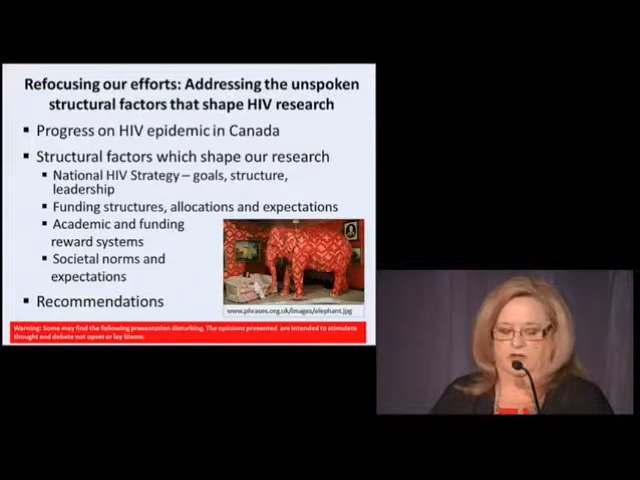 Refocusing our efforts: Addressing the unspoken
structural factors that shape HIV research
▪ Progress on HIV epidemic in Canada
▪ Structural factors which shape our research
▪ National HIV Strategy – goals, structure,
leadership
▪ Funding structures, allocations and expectations
▪ Academic and funding
reward systems
▪ Societal norms and
expectations
www.phrases.org.uk/images/elephant.jpg
▪ Recommendations
Warning: Some may find the following presentation disturbing. The opinions presented are intended to stimulate
thought and debate not upset or lay blame.